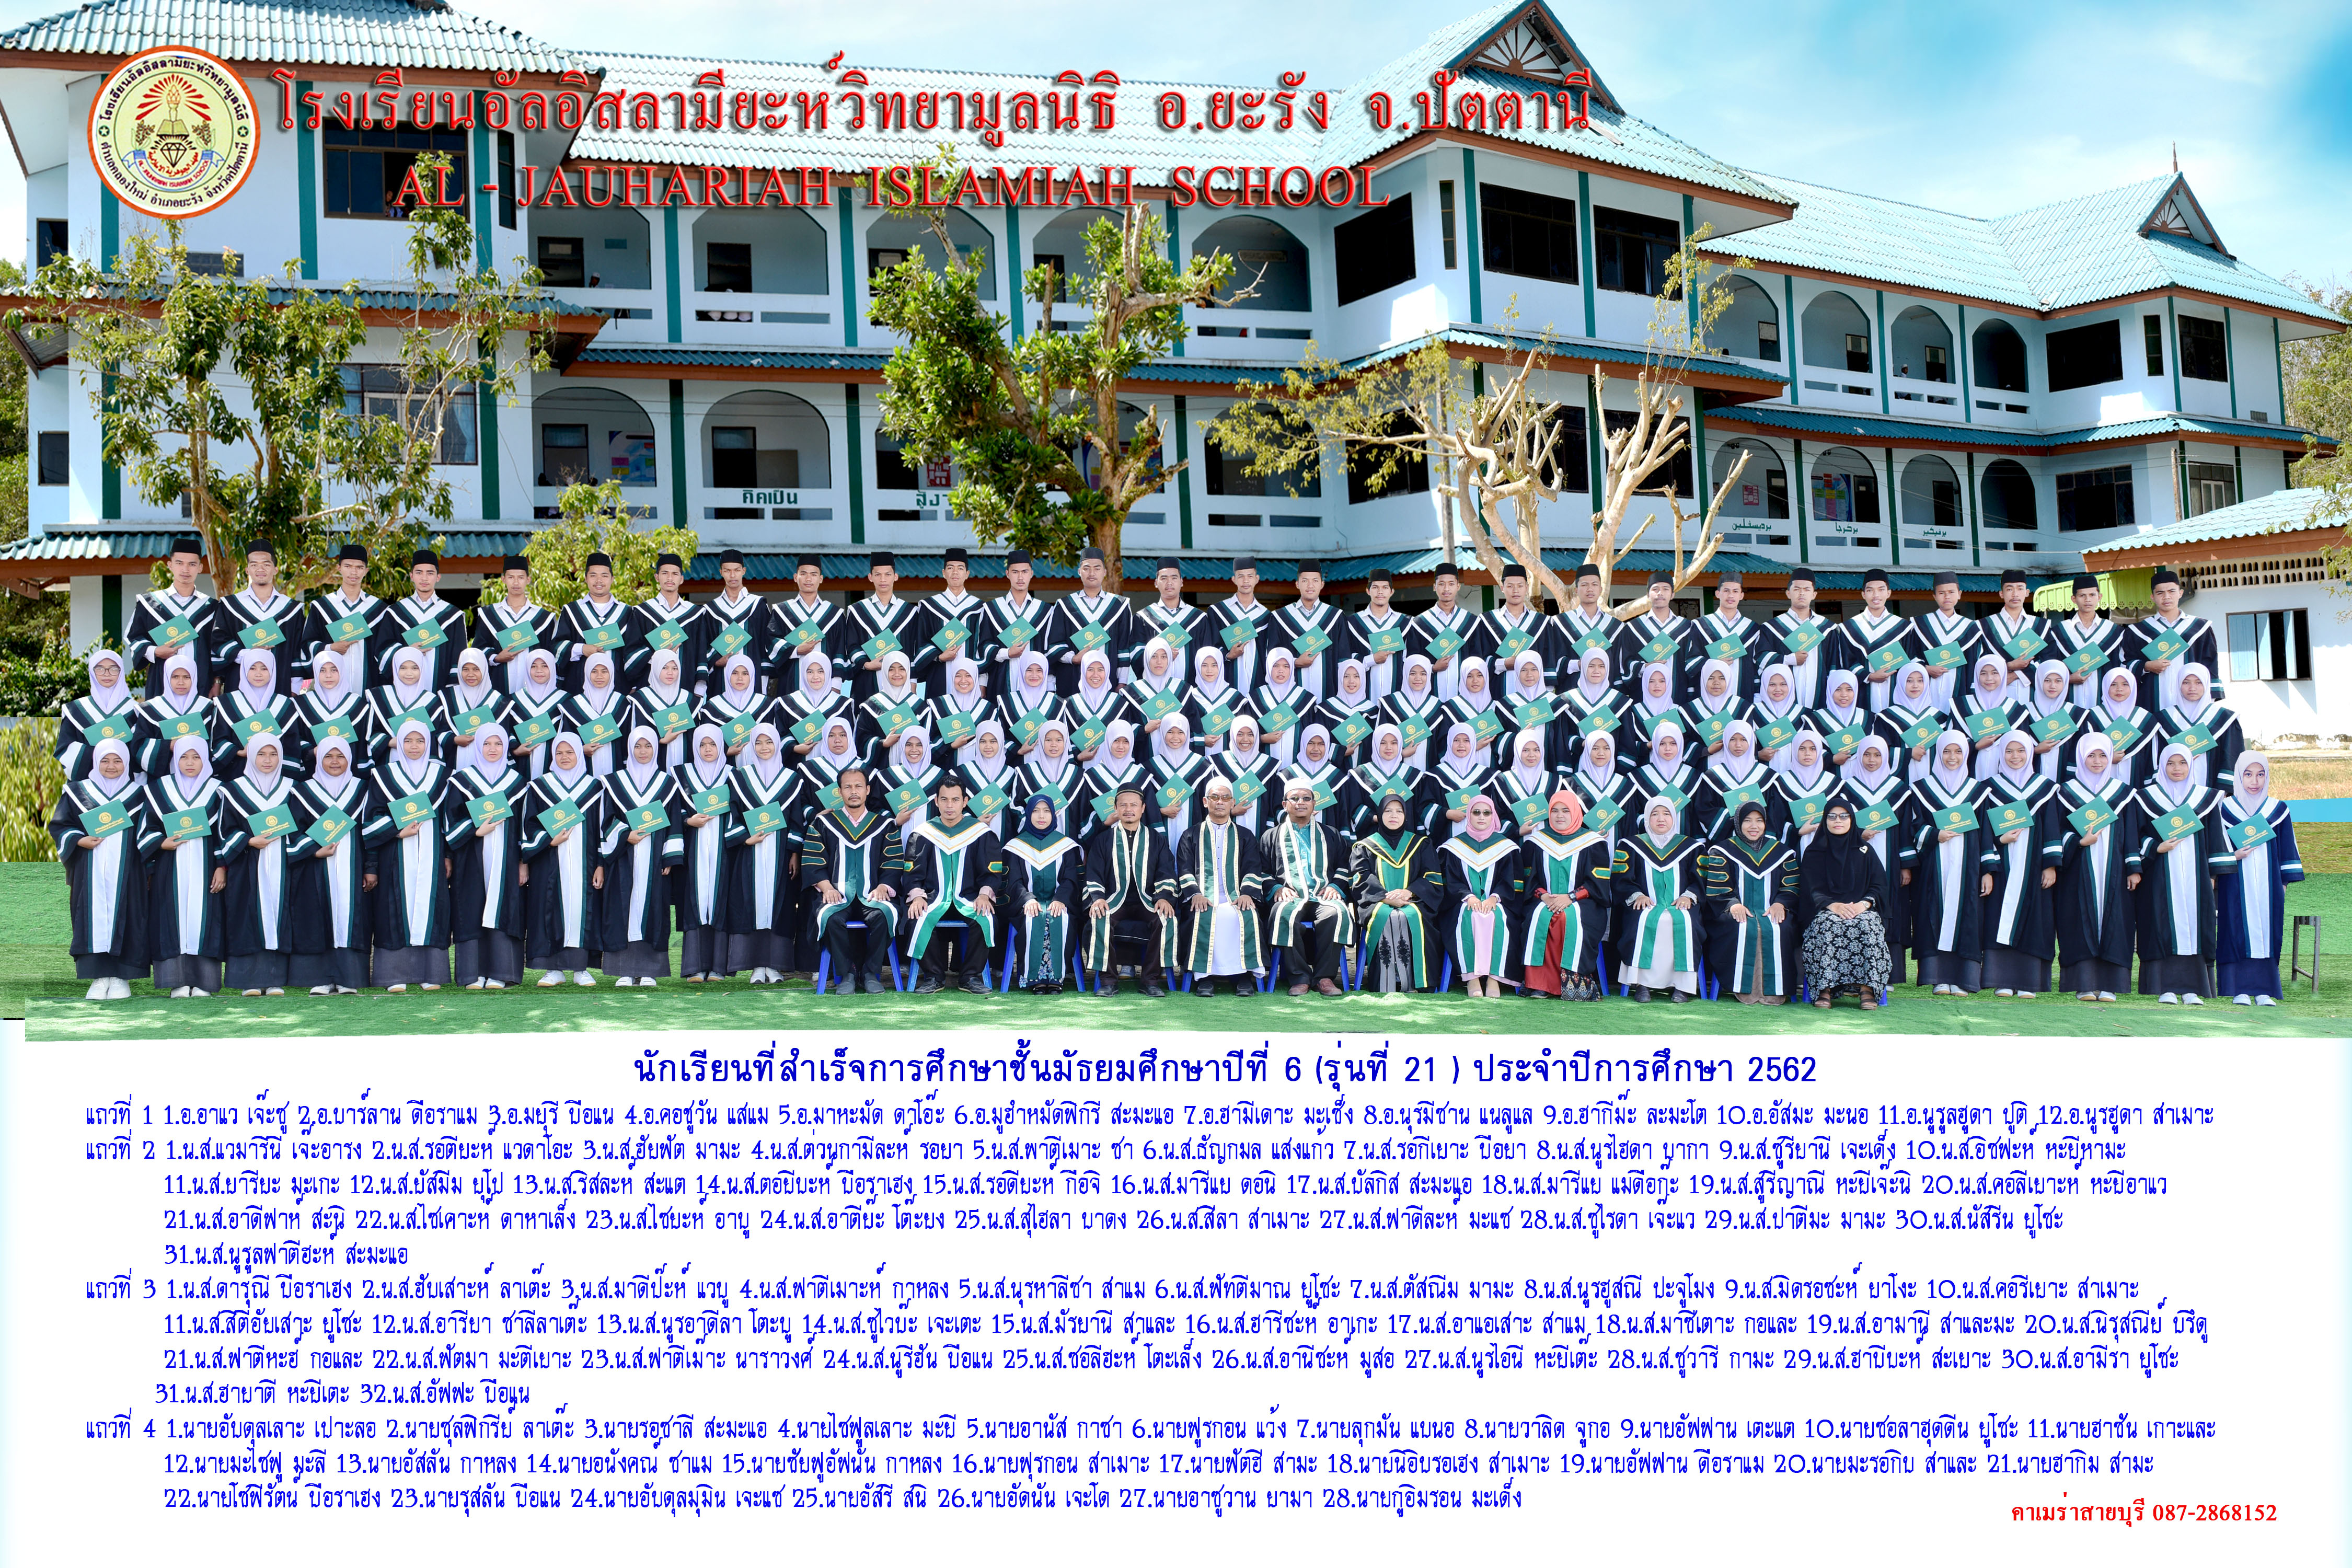 โรงเรียนอัลอิสลามียะห์วิทยามูลนิธิ อ.ยะรัง จ.ปัตตานี
AL - JAUHARIAH ISLAMIAH SCHOOL
โรงเรียนอัลอิสลามียะห์วิทยามูลนิธิ
ตำบลคลองใหม่ อำเภอยะรัง จังหวัดปัตตานี
คิดเป็น
นักเรียนที่สำเร็จการศึกษาชั้นมัธยมศึกษาปีที่ 6 (รุ่นที่ 21 ) ประจำปีการศึกษา 2562
แถวที่ 1 1.อ.อาแว เจ๊ะซู 2.อ.บาร์ลาน ดือราแม 3.อ.มยุรี บือแน 4.อ.คอซูวัน แสแม 5.อ.มาหะมัด ดาโอ๊ะ 6.อ.มูฮำหมัดฟิกรี สะมะแอ 7.อ.ฮามีเดาะ มะเซ็ง 8.อ.นุรมีซาน แนลูแล 9.อ.ฮากีม๊ะ ละมะโต 10.อ.อัสมะ มะนอ 11.อ.นูรูลฮูดา ปูติ 12.อ.นูรฮูดา สาเมาะ
แถวที่ 2 1.น.ส.แวมารีนี เจ๊ะอารง 2.น.ส.รอตียะห์ แวดาโอะ 3.น.ส.ฮัยฟัต มามะ 4.น.ส.ต่วนกามีละห์ รอยา 5.น.ส.พาตีเมาะ ซา 6.น.ส.ธัญกมล แสงแก้ว 7.น.ส.รอกีเยาะ บือยา 8.น.ส.นูรไฮดา บากา 9.น.ส.ซูรียานี เจะเด็ง 10.น.ส.อิซฟะห์ หะยีหามะ
11.น.ส.ยารียะ มะเกะ 12.น.ส.ยัสมีม ยูโป 13.น.ส.ริสละห์ สะแต 14.น.ส.ตอยีบะห์ บือราเฮง 15.น.ส.รอดียะห์ กือจิ 16.น.ส.มารีแย ดอนิ 17.น.ส.บัลกิส สะมะแอ 18.น.ส.มารีแย แมดือก๊ะ 19.น.ส.สูรีญาณี หะยีเจ๊ะนิ 20.น.ส.คอลีเยาะห์ หะยีอาแว
21.น.ส.อาดีฟาห์ สะนิ 22.น.ส.ไซเคาะห์ ดาหาเล็ง 23.น.ส.ไซยะห์ อาบู 24.น.ส.อาตีย๊ะ โต๊ะยง 25.น.ส.สุไฮลา บาดง 26.น.ส.สีลา สาเมาะ 27.น.ส.ฟาดีละห์ มะแซ 28.น.ส.ซูไรดา เจ๊ะแว 29.น.ส.ปาตีมะ มามะ 30.น.ส.นัสรีน ยูโซะ
31.น.ส.นูรูลฟาตีฮะห์ สะมะแอ
แถวที่ 3 1.น.ส.ดารุณี บือราเฮง 2.น.ส.ฮับเสาะห์ ลาเต๊ะ 3.น.ส.มาดีป๊ะห์ แวบู 4.น.ส.ฟาตีเมาะห์ กาหลง 5.น.ส.นุรหาลีซา สาแม 6.น.ส.ฟัทตีมาณ ยูโซะ 7.น.ส.ตัสณีม มามะ 8.น.ส.นูรฮูสณี ปะจูโมง 9.น.ส.มิดรอซะห์ ยาโงะ 10.น.ส.คอรีเยาะ สาเมาะ
11.น.ส.สีตีอัยเสาะ ยูโซะ 12.น.ส.อารียา ซาลีลาเต๊ะ 13.น.ส.นูรอาดีลา โตะบู 14.น.ส.ซูไวบ๊ะ เจะเตะ 15.น.ส.มัรยานี สาและ 16.น.ส.ฮารีซะห์ อาเกะ 17.น.ส.อาแอเสาะ สาแม 18.น.ส.มาซีเตาะ กอและ 19.น.ส.อามานี สาและมะ 20.น.ส.นิรุสณีย์ บรีดู
21.น.ส.ฟาตีหะฮ์ กอและ 22.น.ส.ฟัตมา มะตีเยาะ 23.น.ส.ฟาตีเม๊าะ นาราวงศ์ 24.น.ส.นูรีฮัน บือแน 25.น.ส.ซอลีฮะห์ โตะเล็ง 26.น.ส.อานีซะห์ มูสอ 27.น.ส.นูรไอนี หะยีเต๊ะ 28.น.ส.ซูวารี กามะ 29.น.ส.ฮาบีบะห์ สะเยาะ 30.น.ส.อามีรา ยูโซะ
31.น.ส.ฮายาตี หะยีเตะ 32.น.ส.อัฟฟะ บือแน
แถวที่ 4 1.นายอับดุลเลาะ เปาะลอ 2.นายซุลฟิกรีย์ ลาเต๊ะ 3.นายรอซาลี สะมะแอ 4.นายไซฟูลเลาะ มะยี 5.นายอานัส กาซา 6.นายฟูรกอน แว้ง 7.นายลุกมัน แบนอ 8.นายวาลิด จูกอ 9.นายอัฟฟาน เตะแต 10.นายซอลาฮุดดีน ยูโซะ 11.นายฮาซัน เกาะและ
12.นายมะไซฟู มะลี 13.นายอัสลัน กาหลง 14.นายอนังคณ์ ซาแม 15.นายซัยฟูอัฟนัน กาหลง 16.นายฟุรกอน สาเมาะ 17.นายฟัตฮี สามะ 18.นายนิอิบรอเฮง สาเมาะ 19.นายอัฟฟาน ดือราแม 20.นายมะรอกิบ สาและ 21.นายฮากิม สามะ
22.นายโซฟิรัตน์ บือราเฮง 23.นายรุสลัน บือแน 24.นายอับดุลมุมิน เจะแซ 25.นายอัสรี สนิ 26.นายอัดนัน เจะโด 27.นายอาซูวาน ยามา 28.นายกูอิมรอน มะเด็ง
คาเมร่าสายบุรี 087-2868152